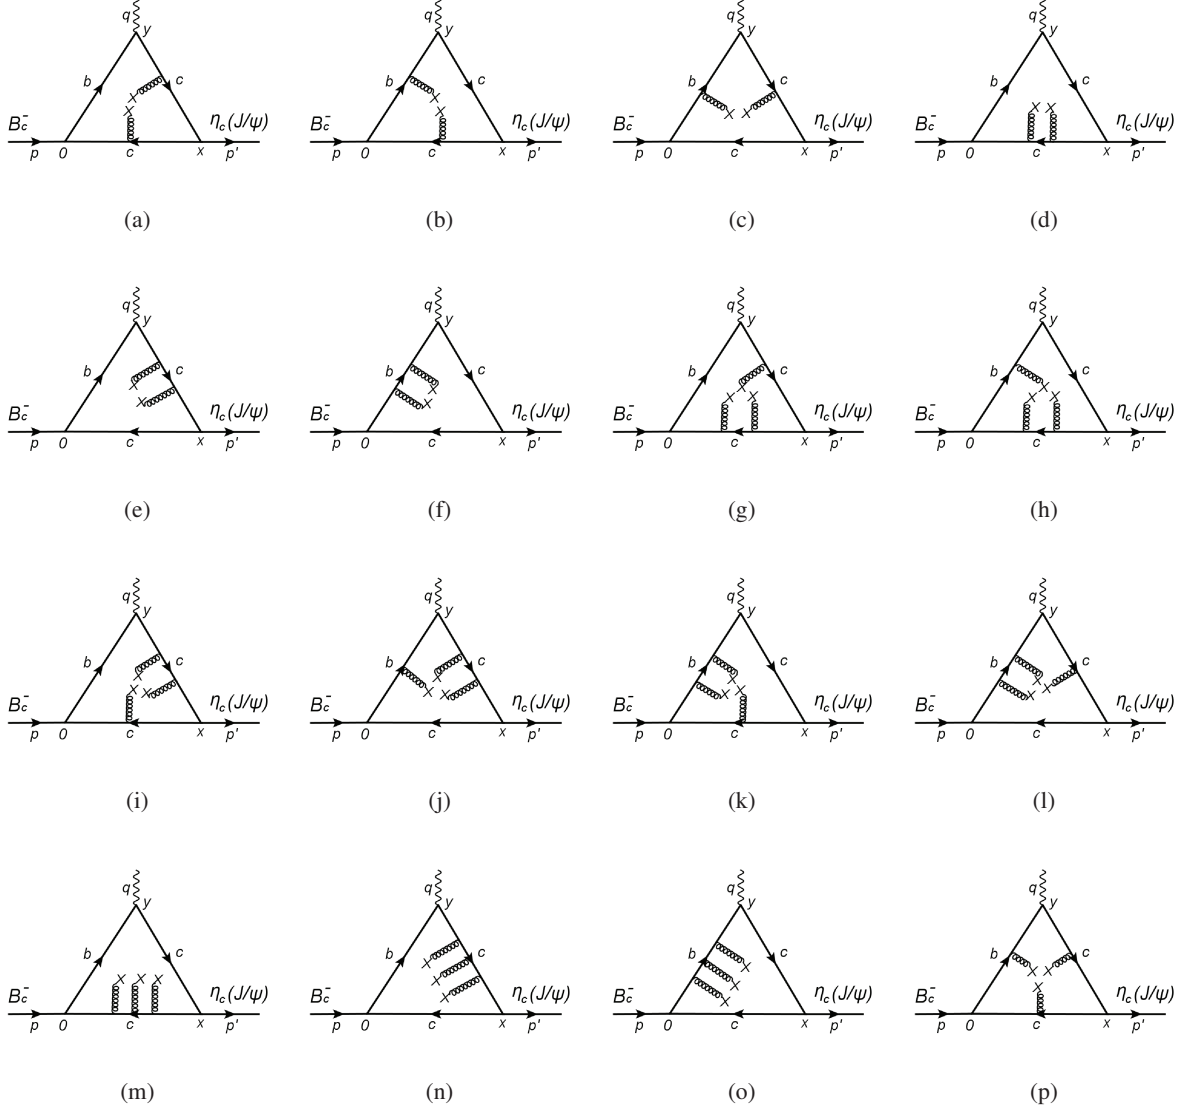 q y q y q y q y
b c b c b c b c
B_c^- η_c(J/ψ) B_c^- η_c(J/ψ) B_c^- η_c(J/ψ) B_c^- η_c(J/ψ)
p 0 c x p' p 0 c x p' p 0 c x p' p 0 c x p'
(a) (b) (c) (d)
q y q y q y q y
b c b c b c b c
B_c^- η_c(J/ψ) B_c^- η_c(J/ψ) B_c^- η_c(J/ψ) B_c^- η_c(J/ψ)
p 0 c x p' p 0 c x p' p 0 c x p' p 0 c x p'
(e) (f) (g) (h)
q y q y q y q y
b c b c b c b c
B_c^- η_c(J/ψ) B_c^- η_c(J/ψ) B_c^- η_c(J/ψ) B_c^- η_c(J/ψ)
p 0 c x p' p 0 c x p' p 0 c x p' p 0 c x p'
(i) (j) (k) (l)
q y q y q y q y
b c b c b c b c
B_c^- η_c(J/ψ) B_c^- η_c(J/ψ) B_c^- η_c(J/ψ) B_c^- η_c(J/ψ)
p 0 c x p' p 0 c x p' p 0 c x p' p 0 c x p'
(m) (n) (o) (p)